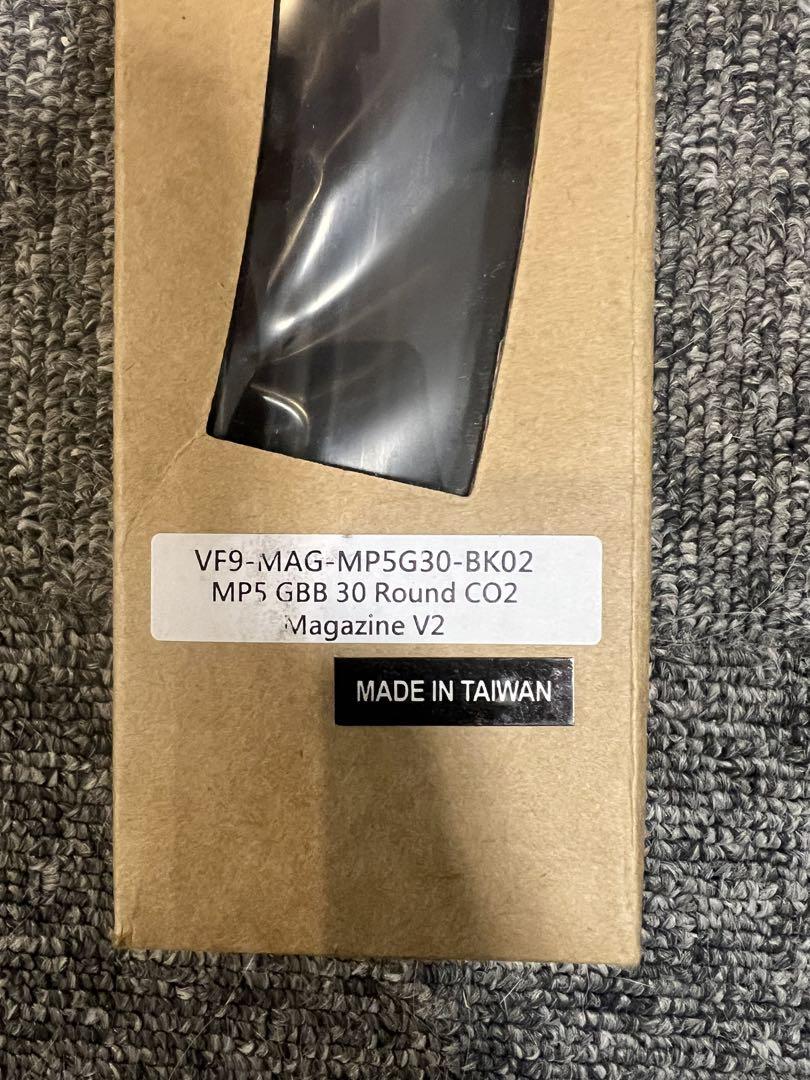 VF9-MAG-MP5G30-BK02
MP5 GBB 30 Round CO2
Magazine V2
MADE IN TAIWAN